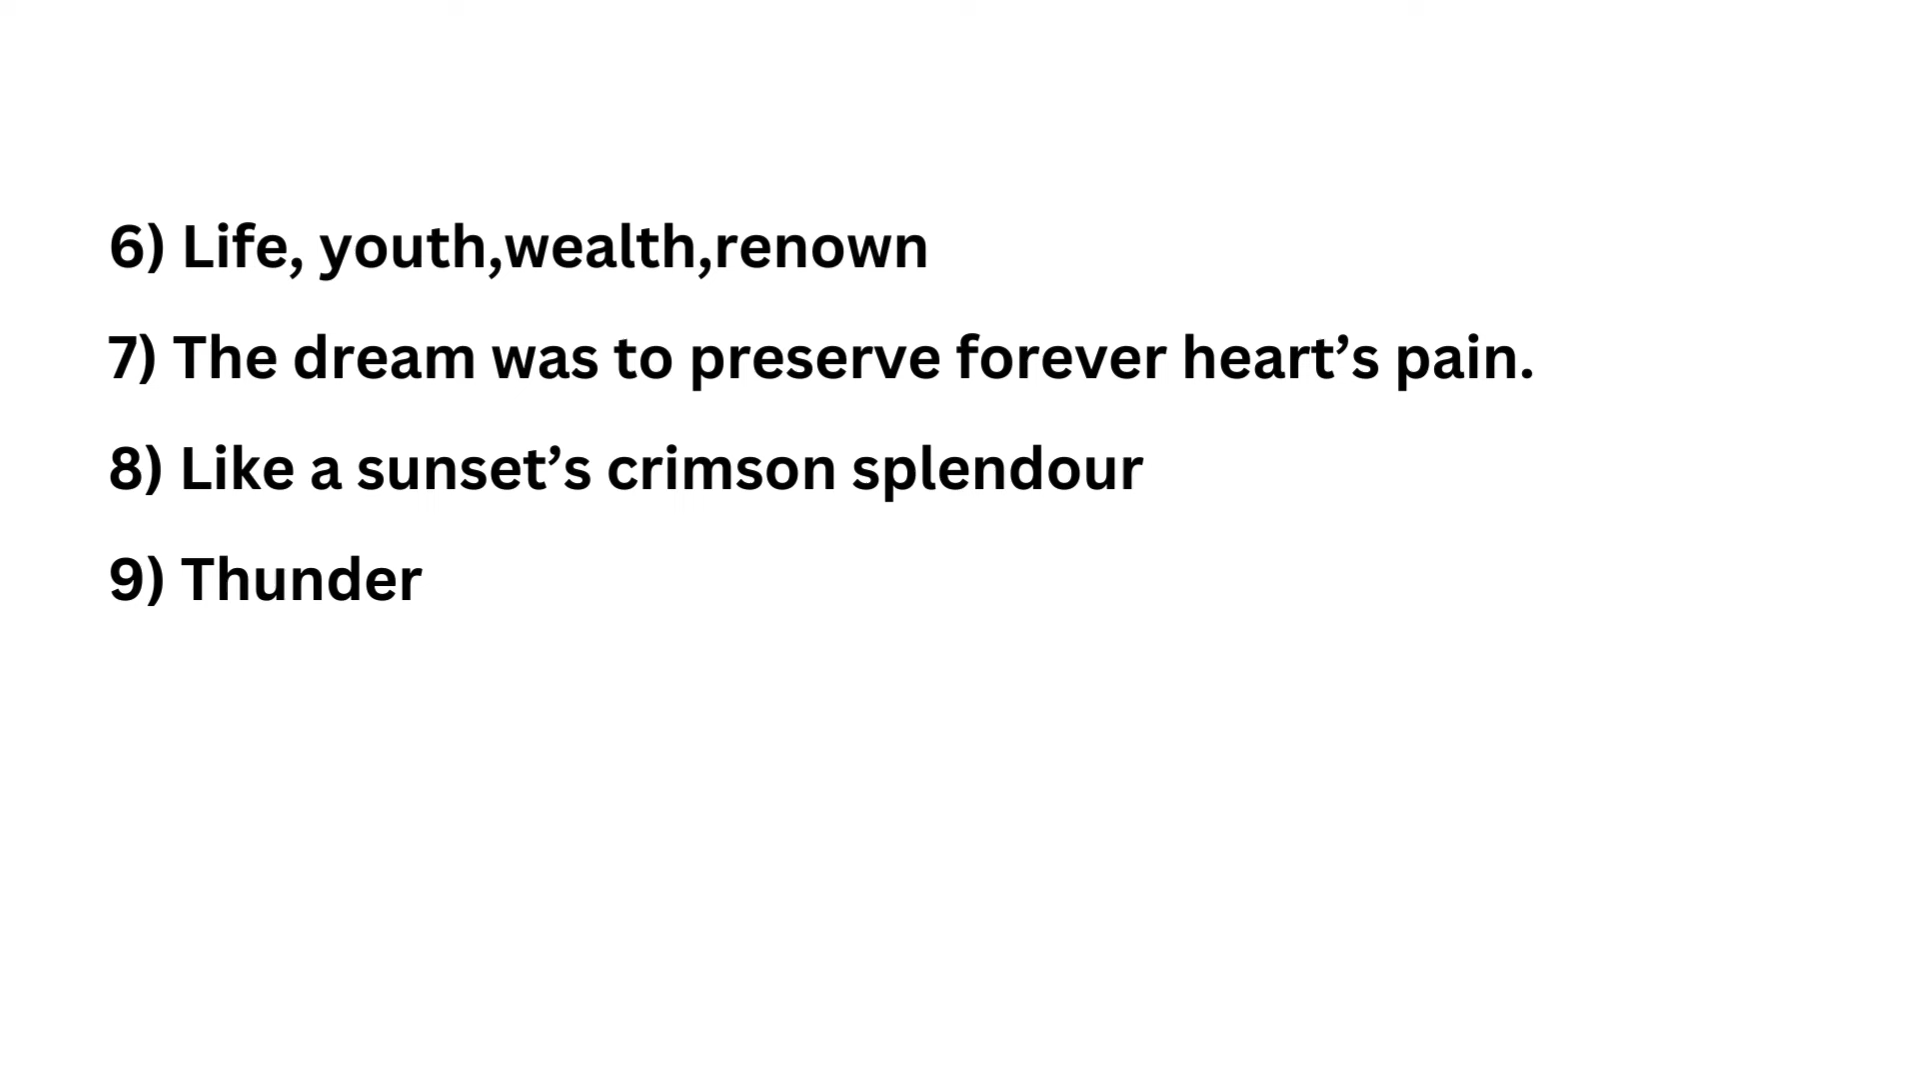 6) Life, youth,wealth,renown
7) The dream was to preserve forever heart’s pain.
8) Like a sunset’s crimson splendour
9) Thunder